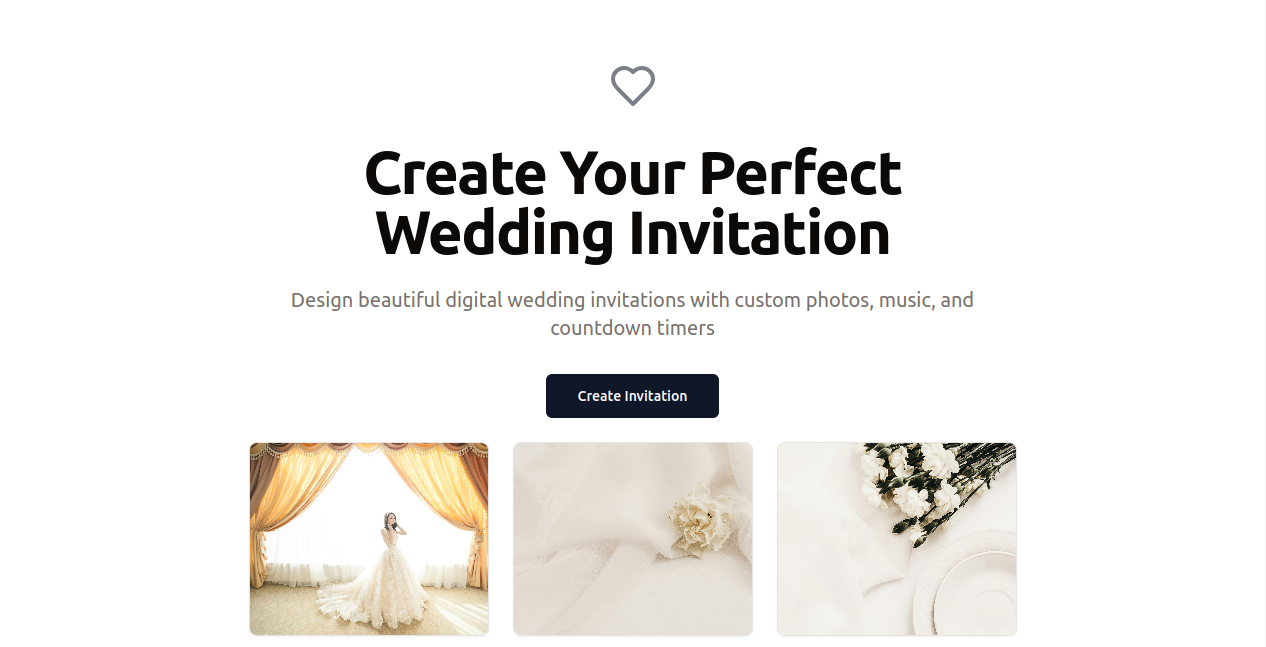 Create Your Perfect
Wedding Invitation
Design beautiful digital wedding invitations with custom photos, music, and
countdown timers
Create Invitation